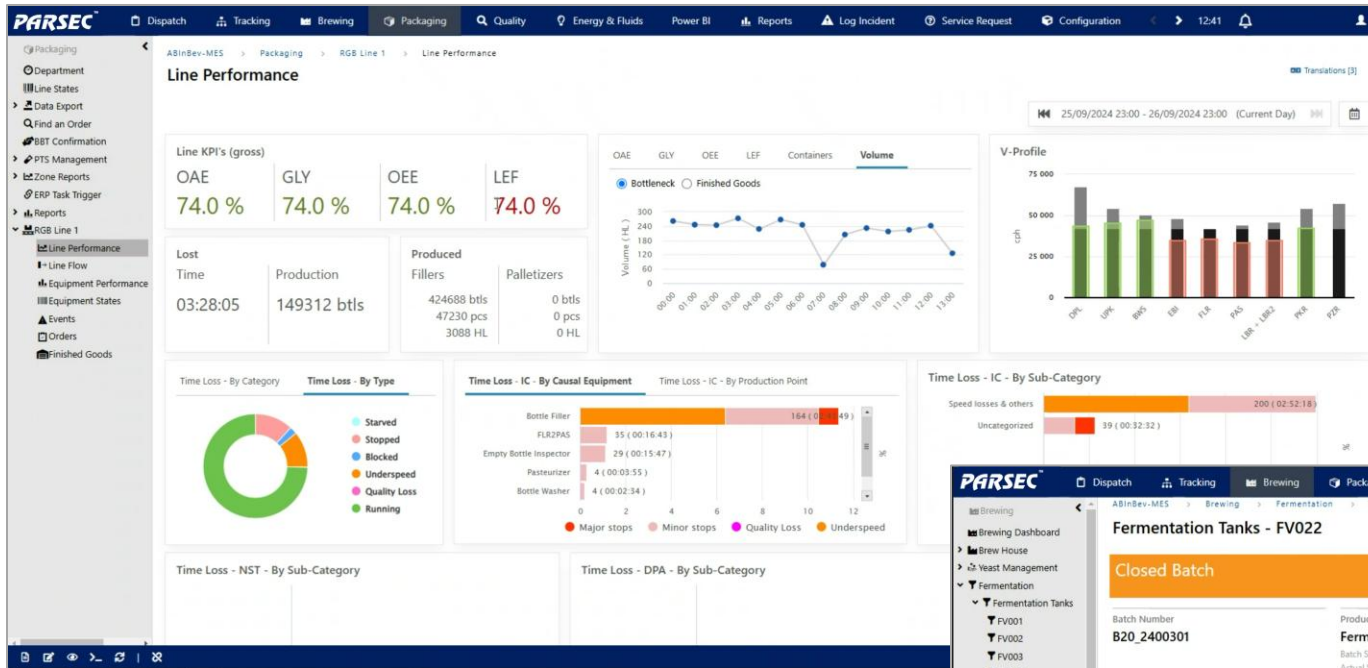 PARSEC™
Dispatch
Tracking
Brewing
Packaging
Quality
Energy & Fluids
Power BI
Reports
Log Incident
Service Request
Configuration
12:41
Packaging
Department
Line States
Data Export
Find an Order
BBT Confirmation
PTS Management
Zone Reports
ERP Task Trigger
Reports
RGB Line 1
Line Performance
Line Flow
Equipment Performance
Equipment States
Events
Orders
Finished Goods
ABInBev-MES > Packaging > RGB Line 1 > Line Performance
Line Performance
Translations [3]
25/09/2024 23:00 - 26/09/2024 23:00 (Current Day)
Line KPI's (gross)
OAE GLY OEE LEF
74.0 % 74.0 % 74.0 % 74.0 %
Lost
Time Production
03:28:05 149312 btls
Produced
Fillers Palletizers
424688 btls 0 btls
47230 pcs 0 pcs
3088 HL 0 HL
OAE GLY OEE LEF Containers Volume
Bottleneck Finished Goods
Volume ( HL )
300
240
180
120
60
0
00:00 01:00 02:00 03:00 04:00 05:00 06:00 07:00 08:00 09:00 10:00 11:00 12:00 13:00
V-Profile
cph
75 000
50 000
25 000
0
DPL UPK BWS EBI FLR PAS LBR + LBR2 PKR PZR
Time Loss - By Category Time Loss - By Type
Starved
Stopped
Blocked
Underspeed
Quality Loss
Running
Time Loss - IC - By Causal Equipment Time Loss - IC - By Production Point
Bottle Filler 164
FLR2PAS 35 ( 00:16:43 )
Empty Bottle Inspector 29 ( 00:15:47 )
Pasteurizer 4 ( 00:03:55 )
Bottle Washer 4 ( 00:02:34 )
%
0 2 4 6 8 10 12
Major stops Minor stops Quality Loss Underspeed
Time Loss - IC - By Sub-Category
Speed losses & others 200 ( 02:52:18 )
Uncategorized 39 ( 00:32:32 )
%
Time Loss - NST - By Sub-Category
Time Loss - DPA - By Sub-Category
PARSEC™
Dispatch
Tracking
Brewing
Pack
Brewing
Brewing Dashboard
Brew House
Yeast Management
Fermentation
Fermentation Tanks
FV001
FV002
FV003
ABInBev-MES > Brewing > Fermentation >
Fermentation Tanks - FV022
Closed Batch
Batch Number
B20_2400301
Produ
Ferm
Batch S